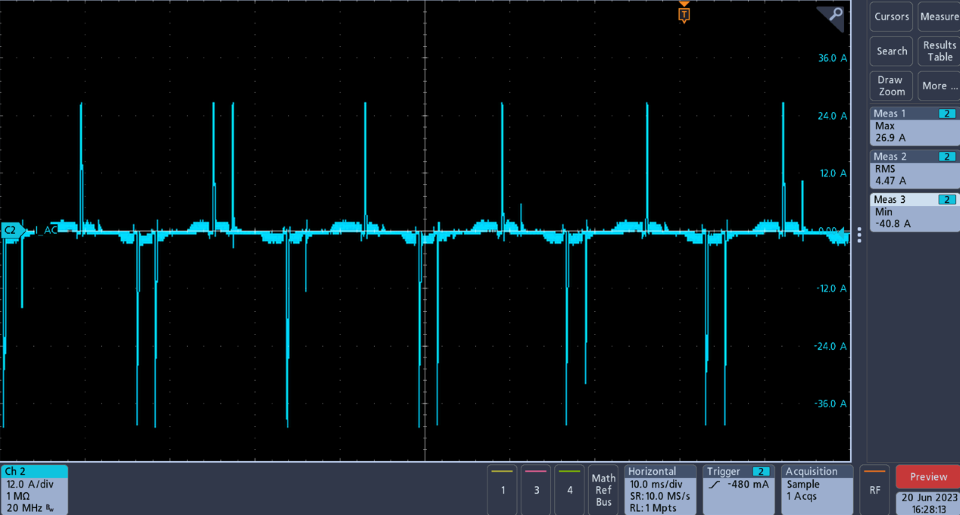 T
36.0 A
24.0 A
12.0 A
C2
I_AC
0.00 A
-12.0 A
-24.0 A
-36.0 A
Cursors
Measure
Search
Results
Table
Draw
Zoom
More ...
Meas 1
2
Max
26.9 A
Meas 2
2
RMS
4.47 A
Meas 3
2
Min
-40.8 A
Ch 2
12.0 A/div
1 MΩ
20 MHz
1
3
4
Math
Ref
Bus
Horizontal
10.0 ms/div
SR: 10.0 MS/s
RL: 1 Mpts
Trigger
2
-480 mA
Acquisition
Sample
1 Acqs
RF
Preview
20 Jun 2023
16:28:13